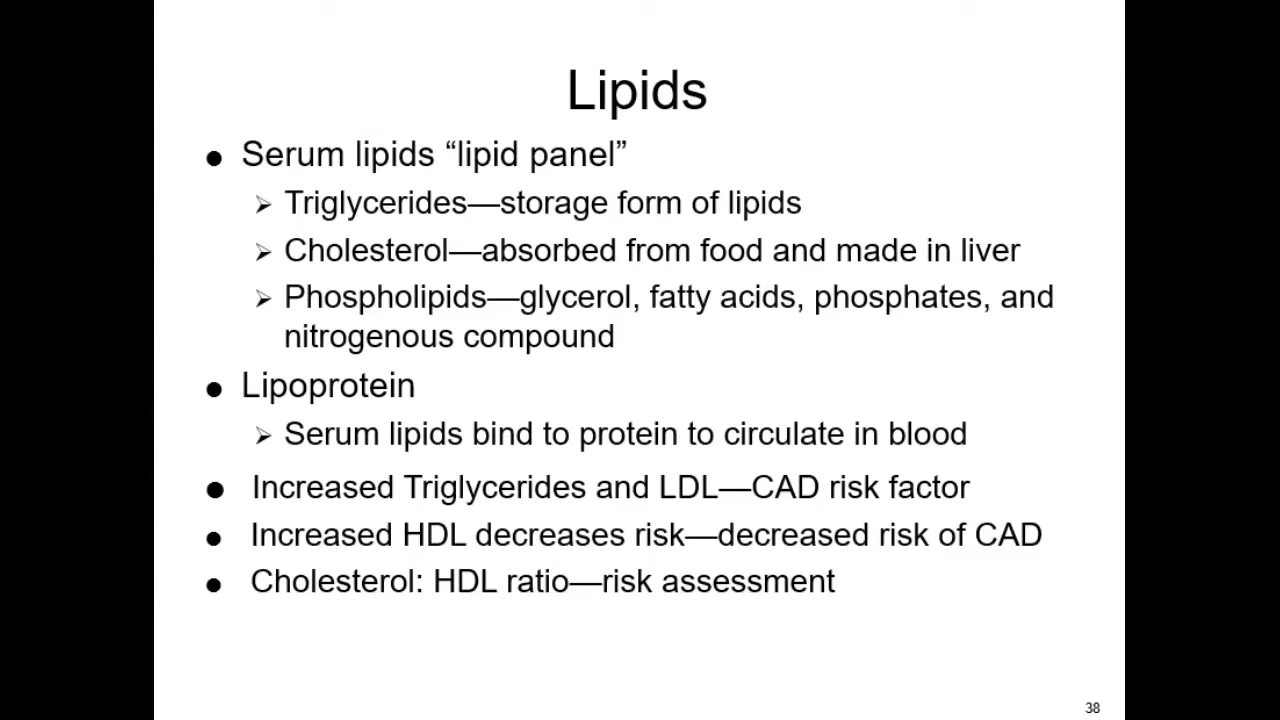 Lipids
● Serum lipids “lipid panel”
➢ Triglycerides—storage form of lipids
➢ Cholesterol—absorbed from food and made in liver
➢ Phospholipids—glycerol, fatty acids, phosphates, and
nitrogenous compound
● Lipoprotein
➢ Serum lipids bind to protein to circulate in blood
● Increased Triglycerides and LDL—CAD risk factor
● Increased HDL decreases risk—decreased risk of CAD
● Cholesterol: HDL ratio—risk assessment
38